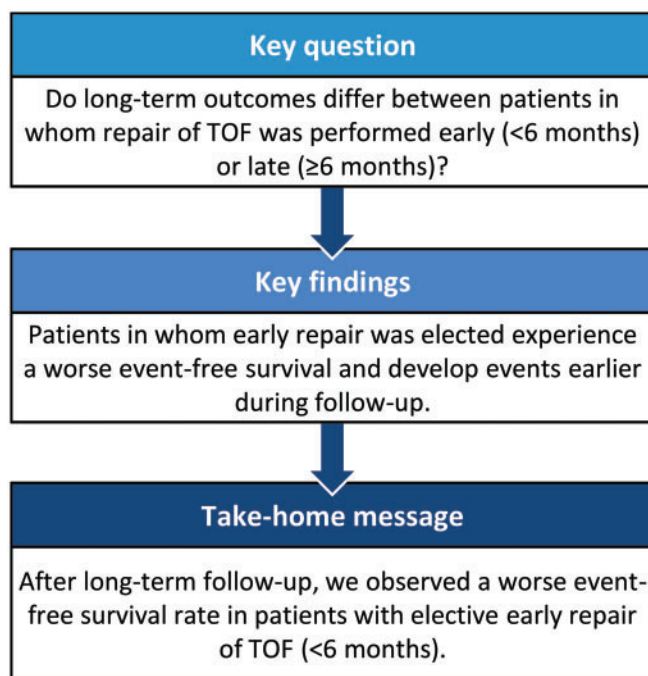 Key question
Do long-term outcomes differ between patients in
whom repair of TOF was performed early (<6 months)
or late (≥6 months)?
Key findings
Patients in whom early repair was elected experience
a worse event-free survival and develop events earlier
during follow-up.
Take-home message
After long-term follow-up, we observed a worse event-
free survival rate in patients with elective early repair
of TOF (<6 months).